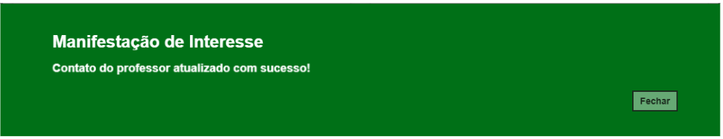 Manifestação de Interesse
Contato do professor atualizado com sucesso!
Fechar